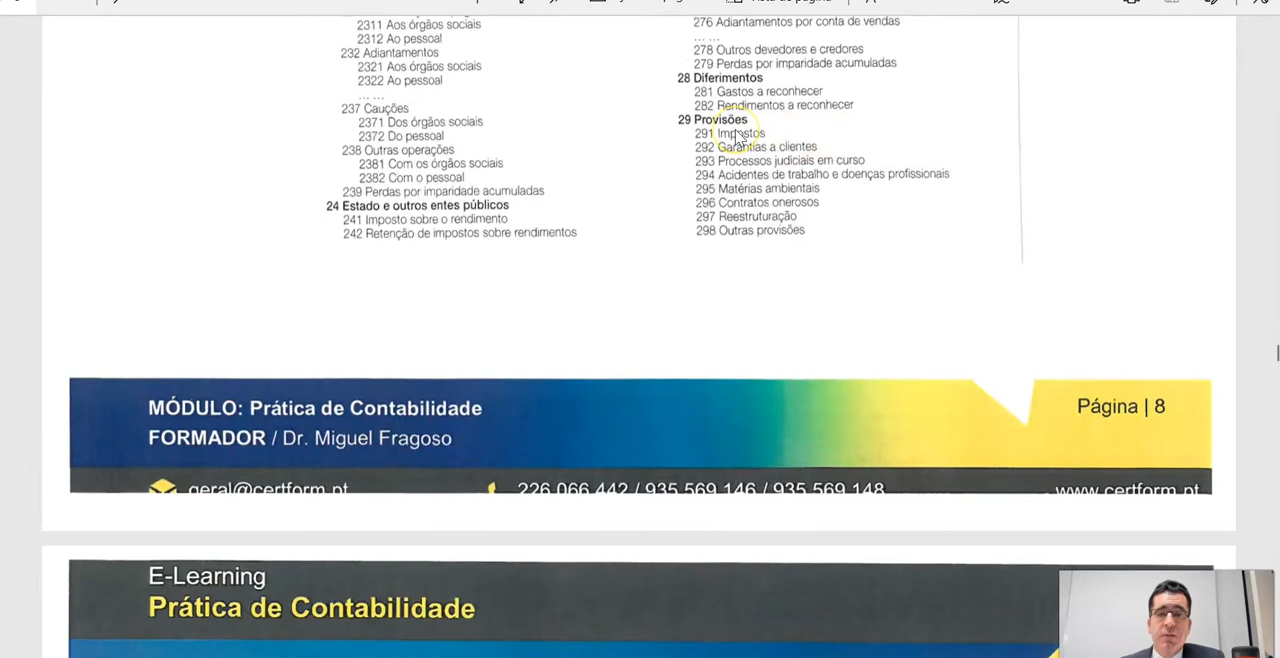 Vista de página
2311 Aos órgãos sociais
2312 Ao pessoal
232 Adiantamentos
2321 Aos órgãos sociais
2322 Ao pessoal
... ...
237 Cauções
2371 Dos órgãos sociais
2372 Do pessoal
238 Outras operações
2381 Com os órgãos sociais
2382 Com o pessoal
239 Perdas por imparidade acumuladas
24 Estado e outros entes públicos
241 Imposto sobre o rendimento
242 Retenção de impostos sobre rendimentos
276 Adiantamentos por conta de vendas
... ...
278 Outros devedores e credores
279 Perdas por imparidade acumuladas
28 Diferimentos
281 Gastos a reconhecer
282 Rendimentos a reconhecer
29 Provisões
291 Impostos
292 Garantias a clientes
293 Processos judiciais em curso
294 Acidentes de trabalho e doenças profissionais
295 Matérias ambientais
296 Contratos onerosos
297 Reestruturação
298 Outras provisões
MÓDULO: Prática de Contabilidade
FORMADOR / Dr. Miguel Fragoso
Página | 8
geral@certform.pt
226 066 442 / 935 569 146 / 935 569 148
www.certform.pt
E-Learning
Prática de Contabilidade